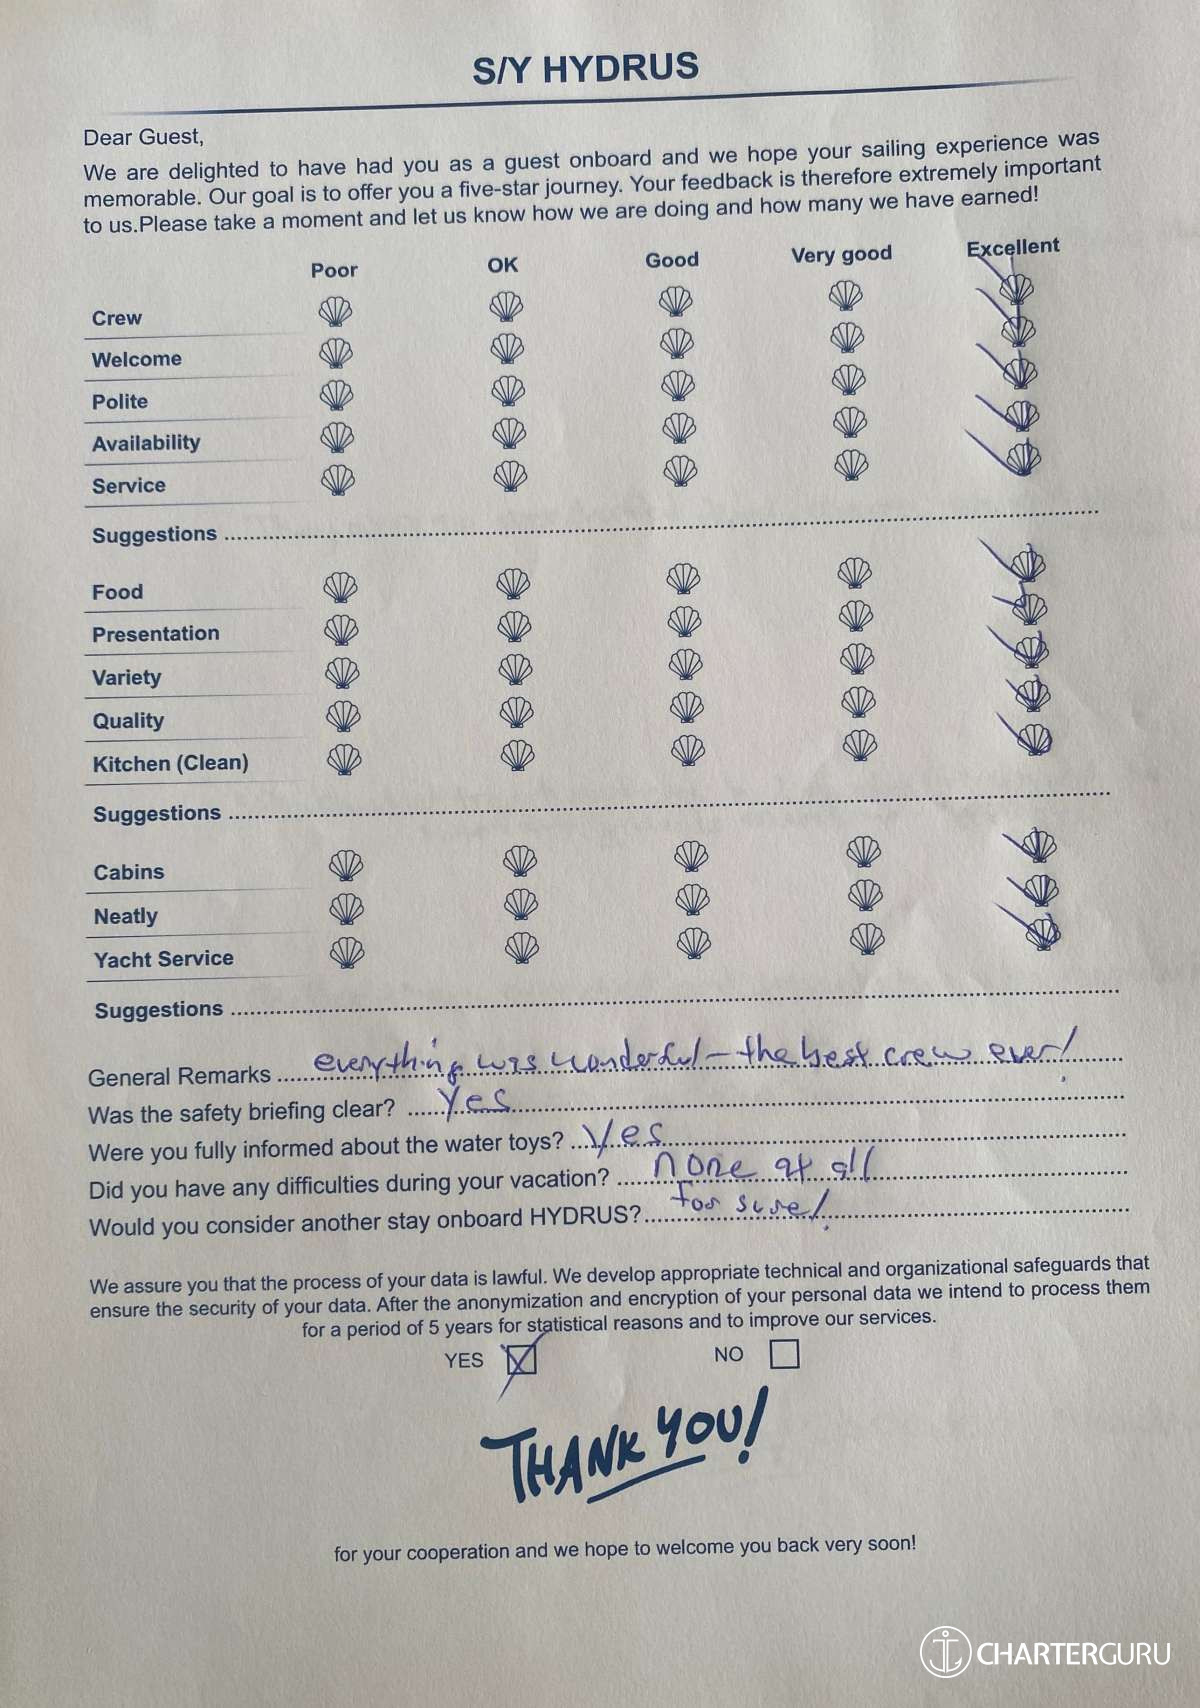 S/Y HYDRUS
Dear Guest,
We are delighted to have had you as a guest onboard and we hope your sailing experience was
memorable. Our goal is to offer you a five-star journey. Your feedback is therefore extremely important
to us.Please take a moment and let us know how we are doing and how many we have earned!
Poor OK Good Very good Excellent
Crew
Welcome
Polite
Availability
Service
Suggestions
Food
Presentation
Variety
Quality
Kitchen (Clean)
Suggestions
Cabins
Neatly
Yacht Service
Suggestions
General Remarks everything was wonderful – the best crew ever!
Was the safety briefing clear? Yes
Were you fully informed about the water toys? Yes
Did you have any difficulties during your vacation? none at all
Would you consider another stay onboard HYDRUS? for sure!
We assure you that the process of your data is lawful. We develop appropriate technical and organizational safeguards that
ensure the security of your data. After the anonymization and encryption of your personal data we intend to process them
for a period of 5 years for statistical reasons and to improve our services.
YES NO
THANK YOU!
for your cooperation and we hope to welcome you back very soon!
CHARTERGURU